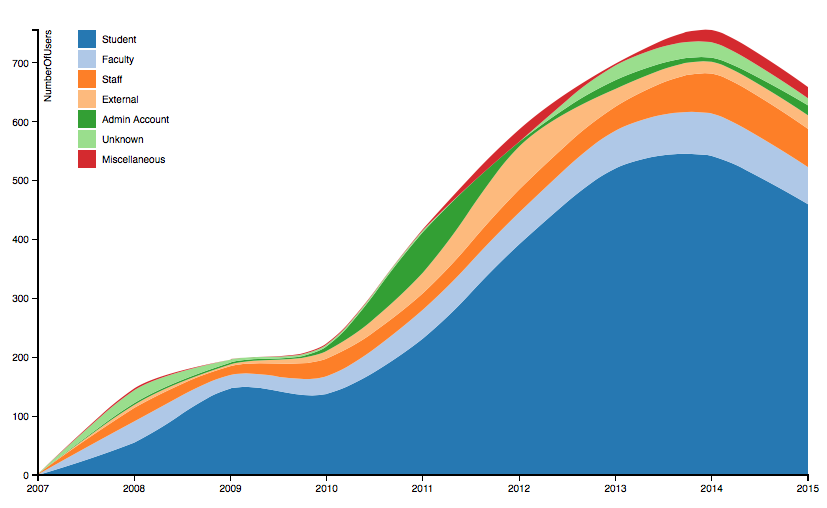 NumberOfUsers
Student
Faculty
Staff
External
Admin Account
Unknown
Miscellaneous
700
600
500
400
300
200
100
0
2007 2008 2009 2010 2011 2012 2013 2014 2015